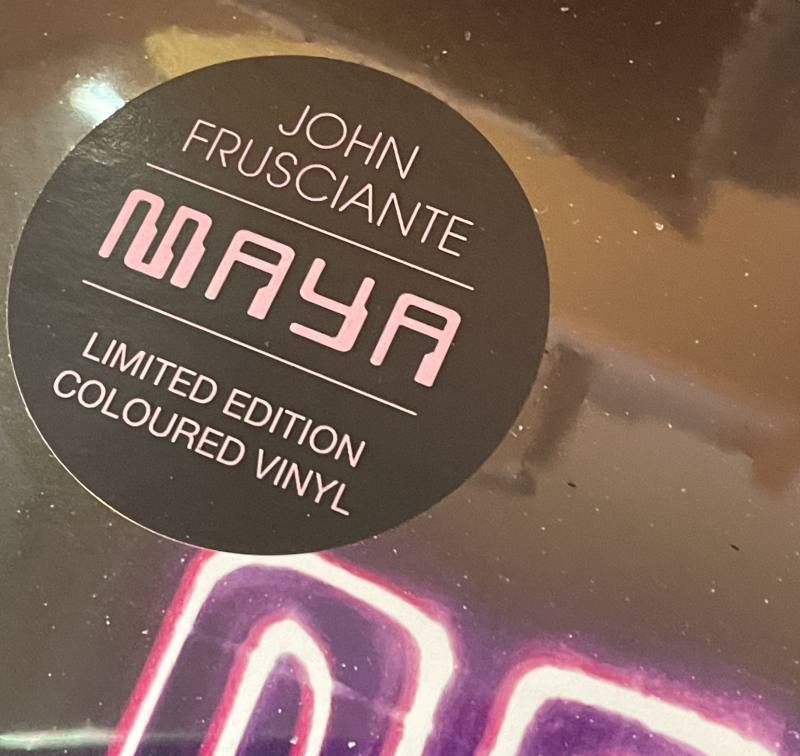 JOHN
FRUSCIANTE
MAYA
LIMITED EDITION
COLOURED VINYL